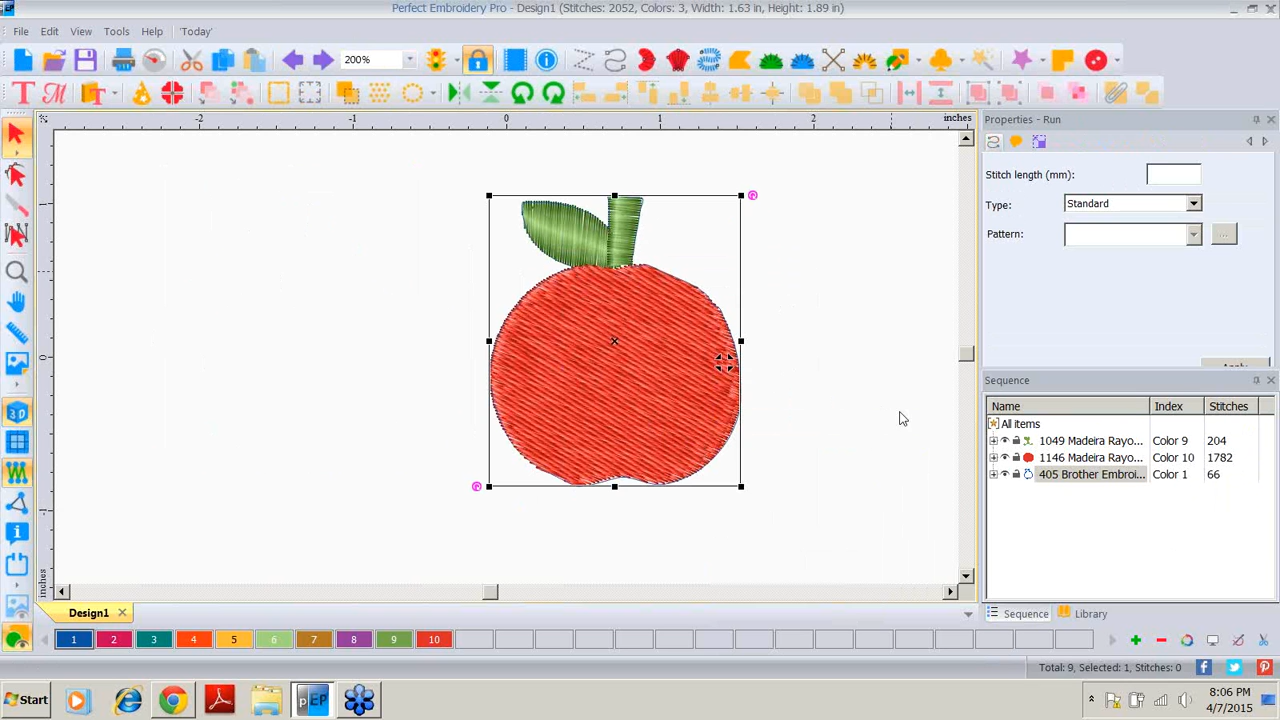 Perfect Embroidery Pro - Design1 (Stitches: 2052, Colors: 3, Width: 1.63 in, Height: 1.89 in)
File Edit View Tools Help 'Today'
200%
-2 -1 0 1 2 inches
Properties - Run
Stitch length (mm):
Type: Standard
Pattern: ...
Apply
Sequence
Name Index Stitches
All items
1049 Madeira Rayo... Color 9 204
1146 Madeira Rayo... Color 10 1782
405 Brother Embroi... Color 1 66
0
inches
Sequence Library
Design1
1 2 3 4 5 6 7 8 9 10
Total: 9, Selected: 1, Stitches: 0
Start pEP 8:06 PM
4/7/2015